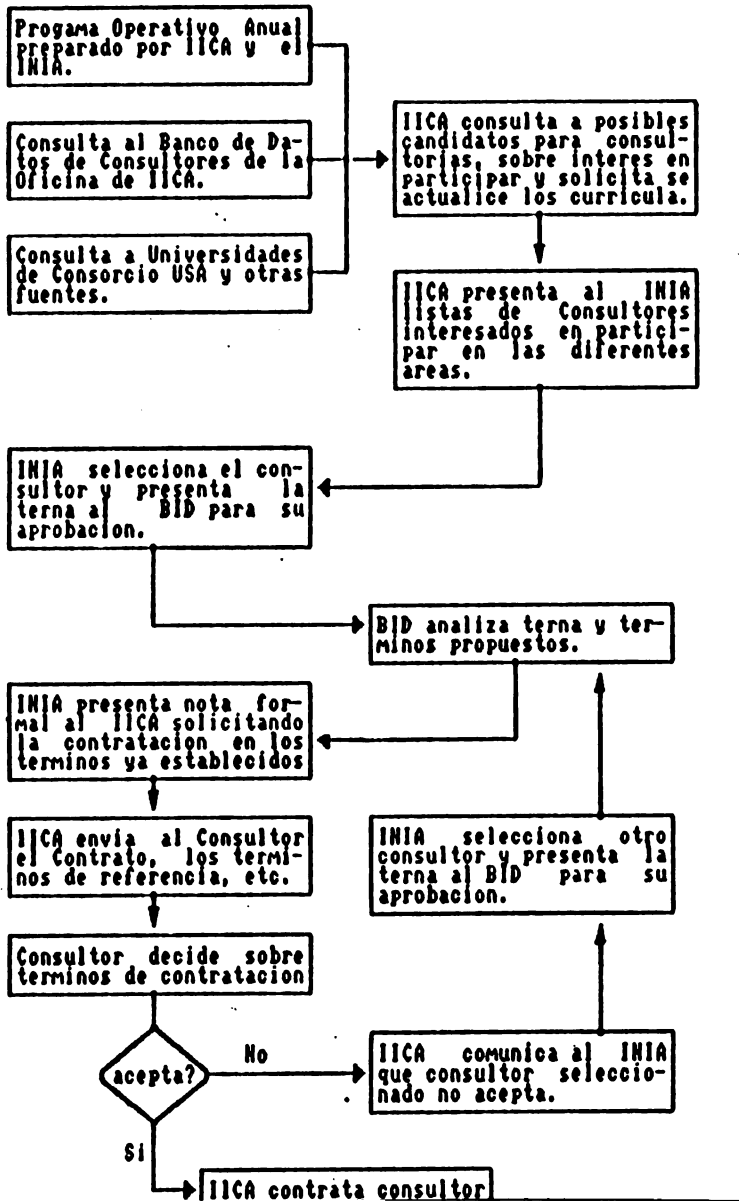 Progama Operativo Anual
preparado por IICA y el
INIA.
Consulta al Banco de Da-
tos de Consultores de la
Oficina de IICA.
Consulta a Universidades
de Consorcio USA y otras
fuentes.
IICA consulta a posibles
candidatos para consul-
torias, sobre interes en
participar y solicita se
actualice los curricula.
IICA presenta al INIA
listas de Consultores
interesados en partici-
par en las diferentes
areas.
INIA selecciona el con-
sultor y presenta la
terna al BID para su
aprobacion.
BID analiza terna y ter-
minos propuestos.
INIA presenta nota for-
mal al IICA solicitando
la contratacion en los
terminos ya establecidos
IICA envia al Consultor
el Contrato, los termi-
nos de referencia, etc.
INIA selecciona otro
consultor y presenta la
terna al BID para su
aprobacion.
Consultor decide sobre
terminos de contratacion
acepta?
No
IICA comunica al INIA
que consultor seleccio-
nado no acepta.
Si
IICA contrata consultor